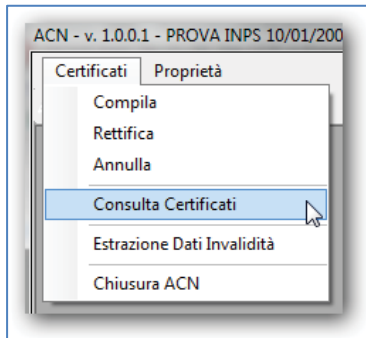 ACN - v. 1.0.0.1 - PROVA INPS 10/01/200
Certificati Proprietà
Compila
Rettifica
Annulla
Consulta Certificati
Estrazione Dati Invalidità
Chiusura ACN